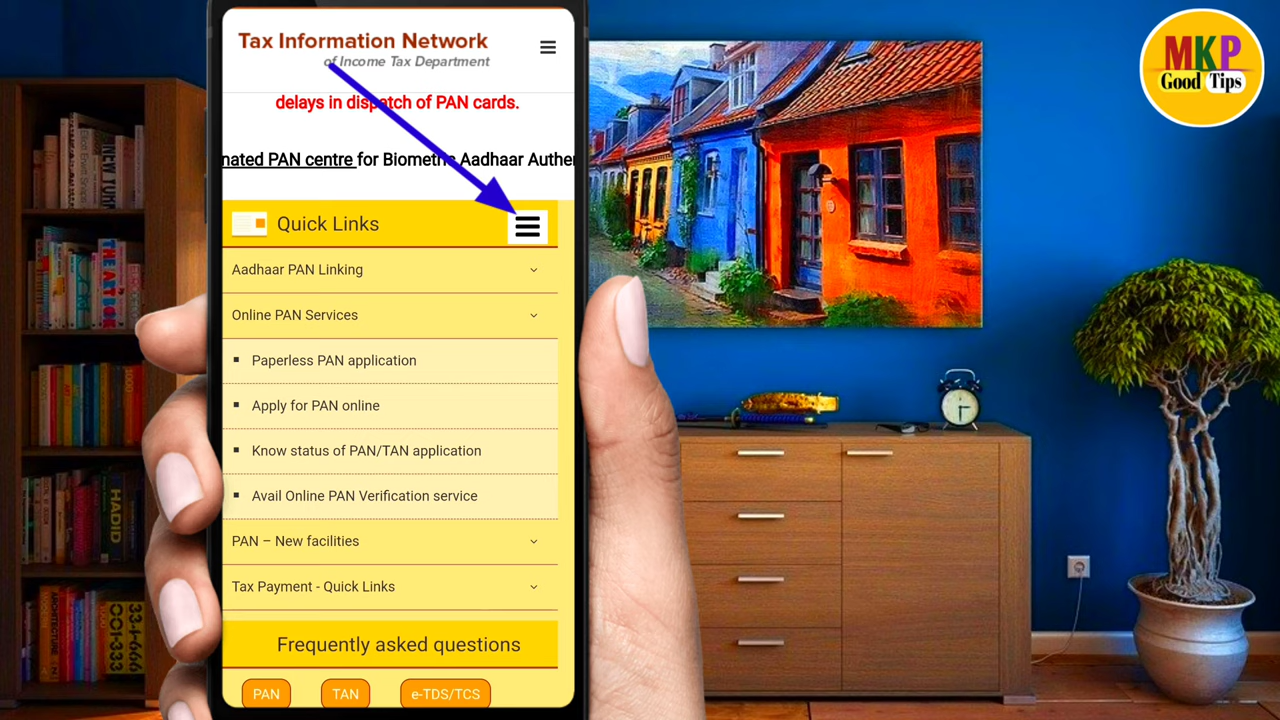 Tax Information Network
of Income Tax Department
delays in dispatch of PAN cards.
nated PAN centre for Biometric Aadhaar Authen
Quick Links
Aadhaar PAN Linking
Online PAN Services
Paperless PAN application
Apply for PAN online
Know status of PAN/TAN application
Avail Online PAN Verification service
PAN – New facilities
Tax Payment - Quick Links
Frequently asked questions
PAN TAN e-TDS/TCS
MKP
Good Tips
HADID